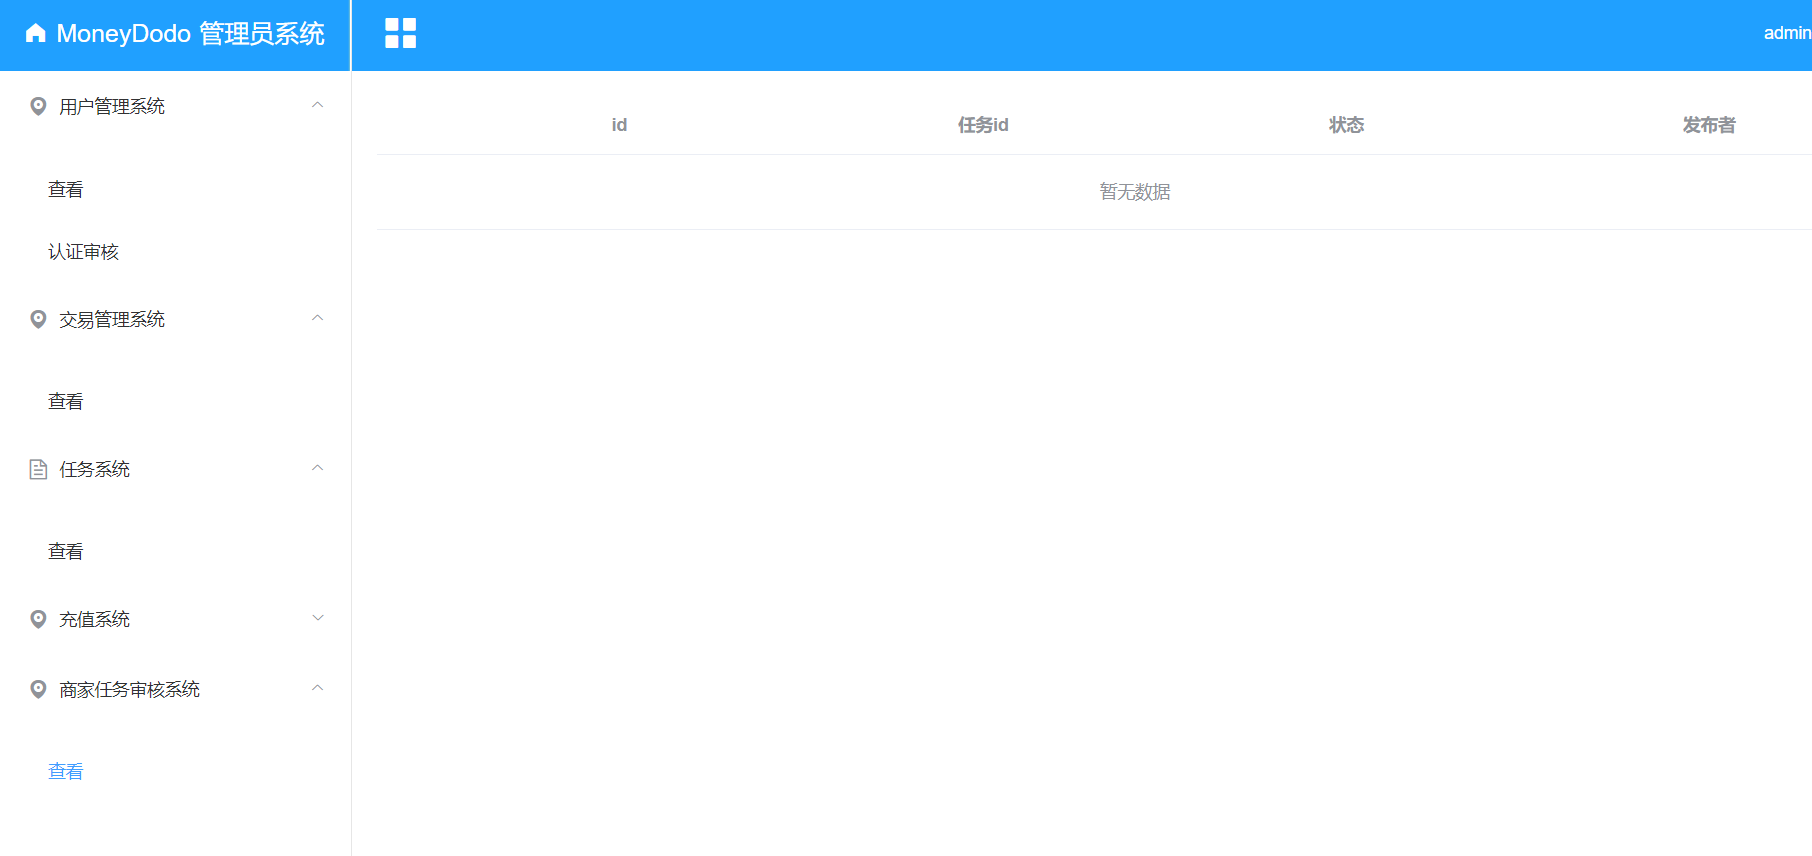 MoneyDodo 管理员系统
admin
用户管理系统
查看
认证审核
交易管理系统
查看
任务系统
查看
充值系统
商家任务审核系统
查看
id 任务id 状态 发布者
暂无数据